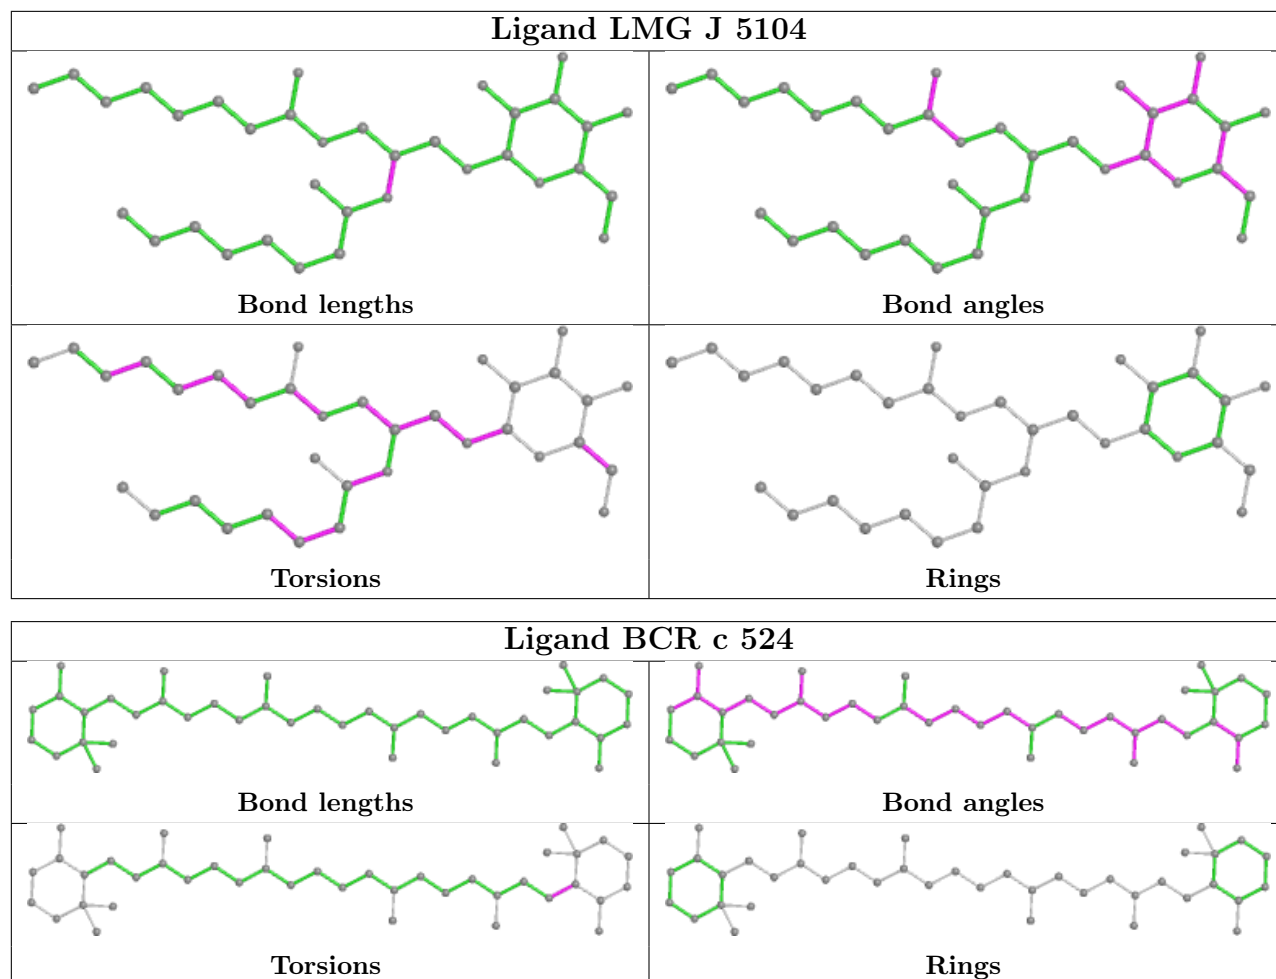 Ligand LMG J 5104
Bond lengths
Bond angles
Torsions
Rings
Ligand BCR c 524
Bond lengths
Bond angles
Torsions
Rings